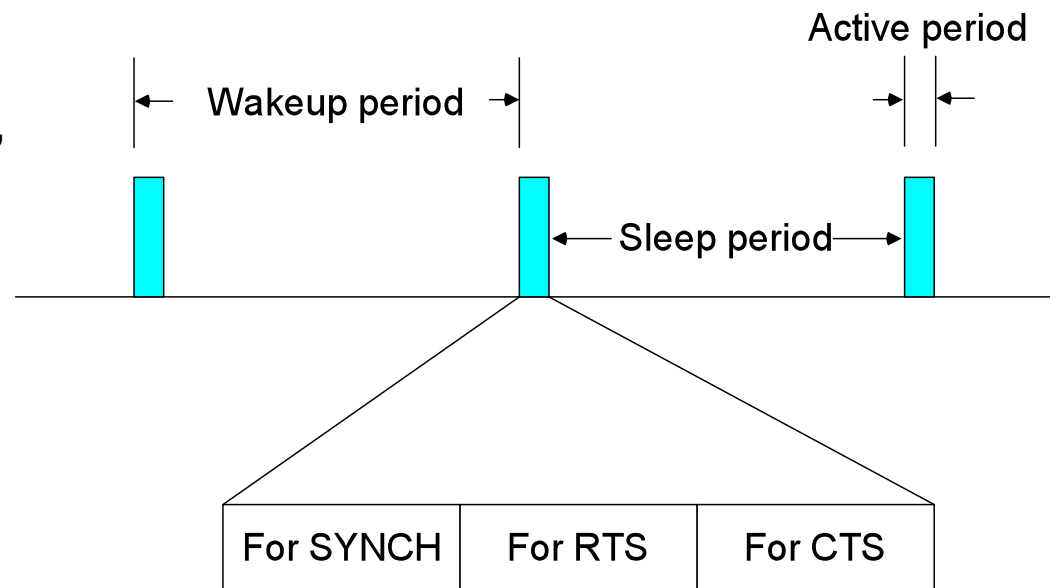 Active period
Wakeup period
,
Sleep period
For SYNCH For RTS For CTS